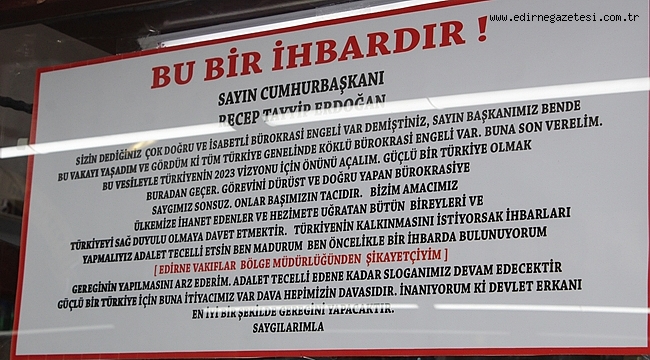 www.edirnegazetesi.com.tr
BU BİR İHBARDIR !
SAYIN CUMHURBAŞKANI
RECEP TAYYİP ERDOĞAN
SİZİN DEDİĞİNİZ ÇOK DOĞRU VE İSABETLİ BÜROKRASİ ENGELİ VAR DEMİŞTİNİZ, SAYIN BAŞKANIMIZ BENDE
BU VAKAYI YAŞADIM VE GÖRDÜM Kİ TÜM TÜRKİYE GENELİNDE KÖKLÜ BÜROKRASİ ENGELİ VAR. BUNA SON VERELİM.
BU VESİLEYLE TÜRKİYENİN 2023 VİZYONU İÇİN ÖNÜNÜ AÇALIM. GÜÇLÜ BİR TÜRKİYE OLMAK
BURADAN GEÇER. GÖREVİNİ DÜRÜST VE DOĞRU YAPAN BÜROKRASİYE
SAYGIMIZ SONSUZ. ONLAR BAŞIMIZIN TACIDIR. BİZİM AMACIMIZ
ÜLKEMİZE İHANET EDENLER VE HEZİMETE UĞRATAN BÜTÜN BİREYLERİ VE
TÜRKİYEYİ SAĞ DUYULU OLMAYA DAVET ETMEKTİR. TÜRKİYENİN KALKINMASINI İSTİYORSAK İHBARLARI
YAPMALIYIZ ADALET TECELLİ ETSİN BEN MADURUM BEN ÖNCELİKLE BİR İHBARDA BULUNUYORUM
[ EDİRNE VAKIFLAR BÖLGE MÜDÜRLÜĞÜNDEN ŞİKAYETÇİYİM ]
GEREĞİNİN YAPILMASINI ARZ EDERİM. ADALET TECELLİ EDENE KADAR SLOGANIMIZ DEVAM EDECEKTİR
GÜÇLÜ BİR TÜRKİYE İÇİN BUNA İTİYACIMIZ VAR DAVA HEPİMİZİN DAVASIDIR. İNANIYORUM Kİ DEVLET ERKANI
EN İYİ BİR ŞEKİLDE GEREĞİNİ YAPACAKTIR.
SAYGILARIMLA